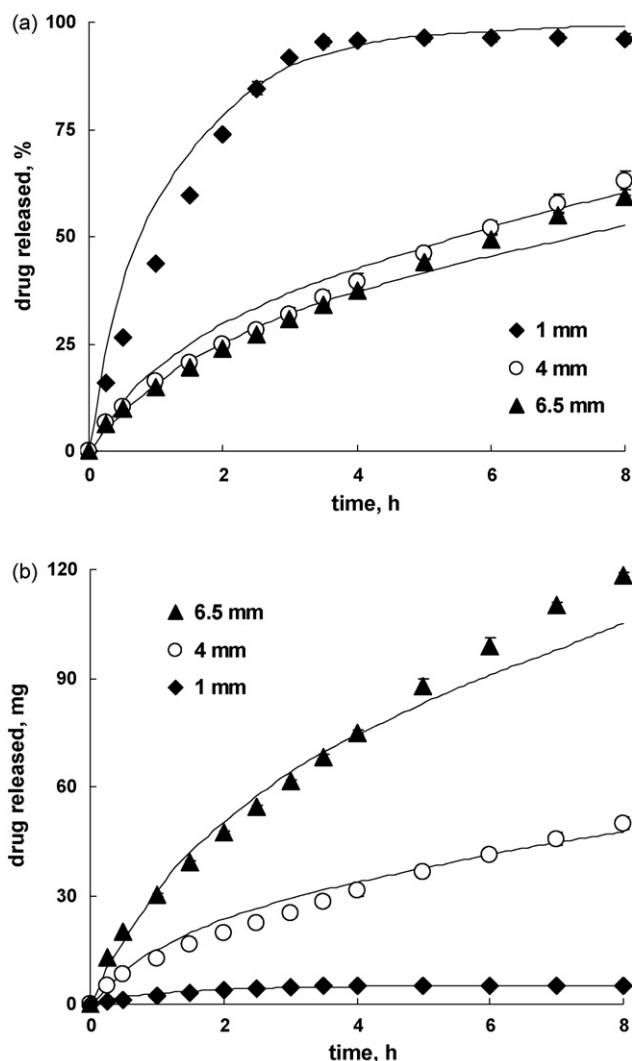 (a)
100
75
50
25
0
drug released, %
1 mm
4 mm
6.5 mm
0 2 4 6 8
time, h
(b)
120
90
60
30
0
drug released, mg
6.5 mm
4 mm
1 mm
0 2 4 6 8
time, h